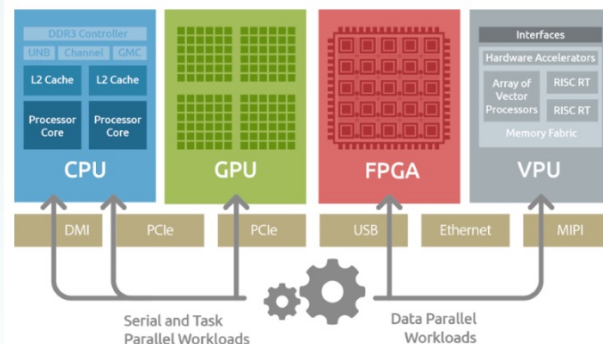 DDR3 Controller
UNB
Channel
GMC
L2 Cache
L2 Cache
Processor
Core
Processor
Core
CPU
GPU
FPGA
Interfaces
Hardware Accelerators
Array of
Vector
Processors
RISC RT
RISC RT
Memory Fabric
VPU
DMI
PCIe
PCIe
USB
Ethernet
MIPI
Serial and Task
Parallel Workloads
Data Parallel
Workloads